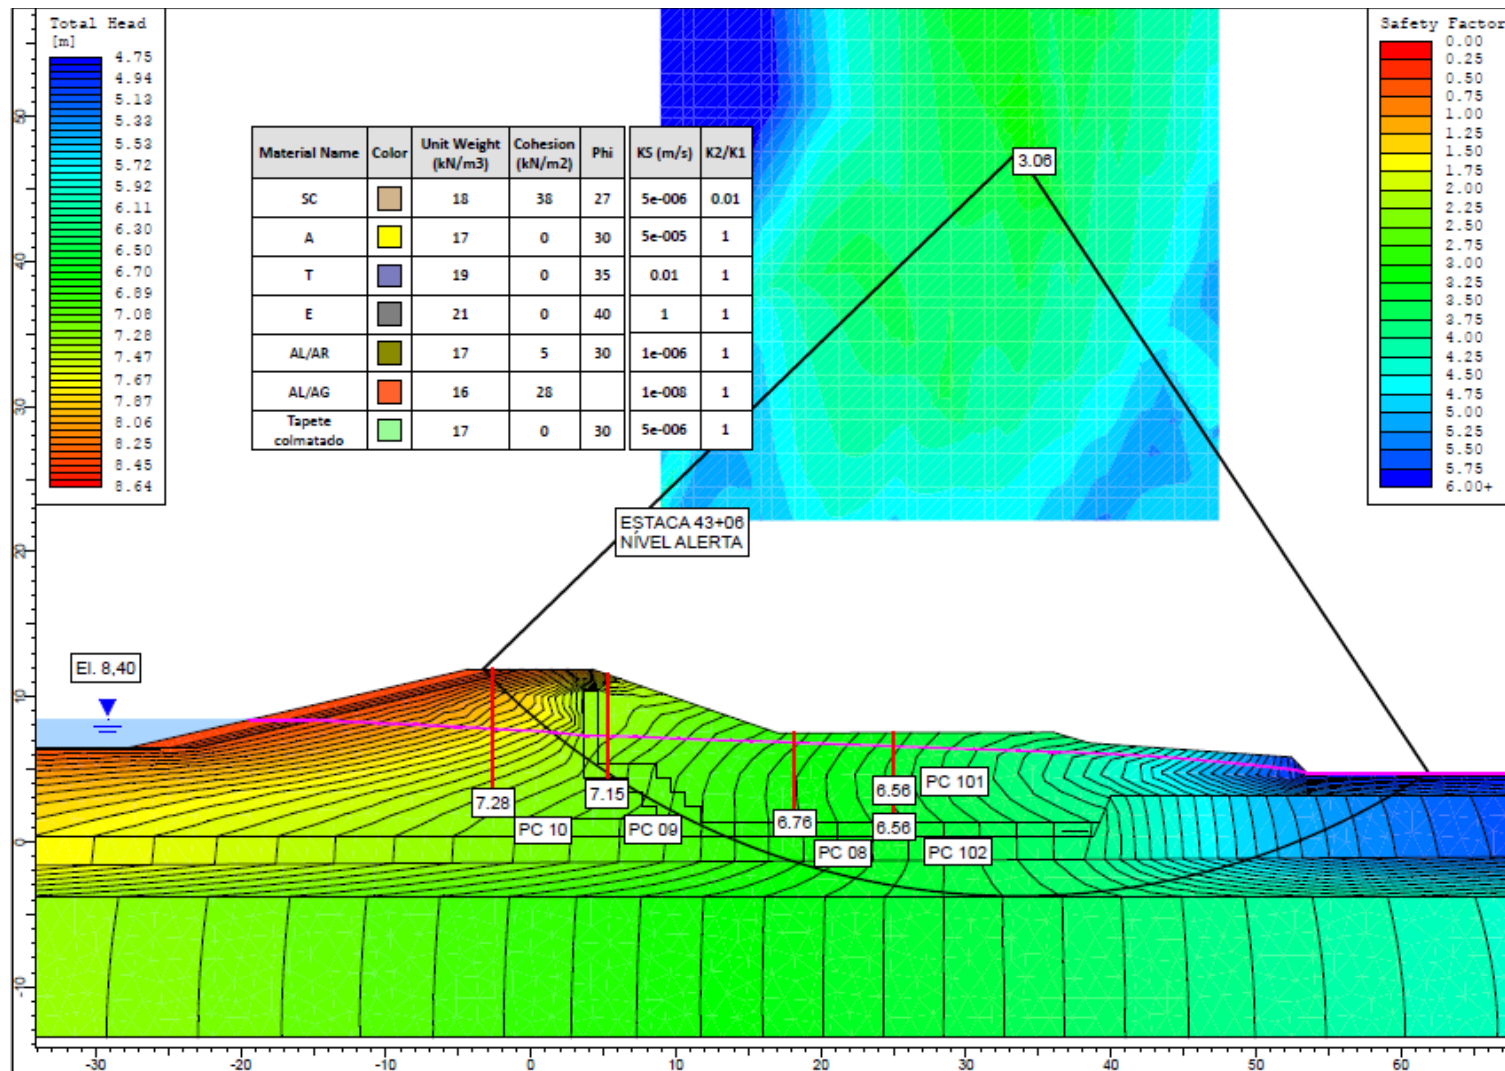 Total Head
[m]
4.75
4.94
5.13
5.33
5.53
5.72
5.92
6.11
6.30
6.50
6.70
6.89
7.08
7.28
7.47
7.67
7.87
8.06
8.25
8.45
8.64
Safety Factor
0.00
0.25
0.50
0.75
1.00
1.25
1.50
1.75
2.00
2.25
2.50
2.75
3.00
3.25
3.50
3.75
4.00
4.25
4.50
4.75
5.00
5.25
5.50
5.75
6.00+
Material Name Color Unit Weight (kN/m3) Cohesion (kN/m2) Phi KS (m/s) K2/K1
SC 18 38 27 5e-006 0.01
A 17 0 30 5e-005 1
T 19 0 35 0.01 1
E 21 0 40 1 1
AL/AR 17 5 30 1e-006 1
AL/AG 16 28 1e-008 1
Tapete colmatado 17 0 30 5e-006 1
3.06
ESTACA 43+06
NÍVEL ALERTA
El. 8,40
7.28
7.15
6.76
6.56
PC 101
6.56
PC 10
PC 09
PC 08
PC 102
50
40
30
20
10
0
-10
-30 -20 -10 0 10 20 30 40 50 60